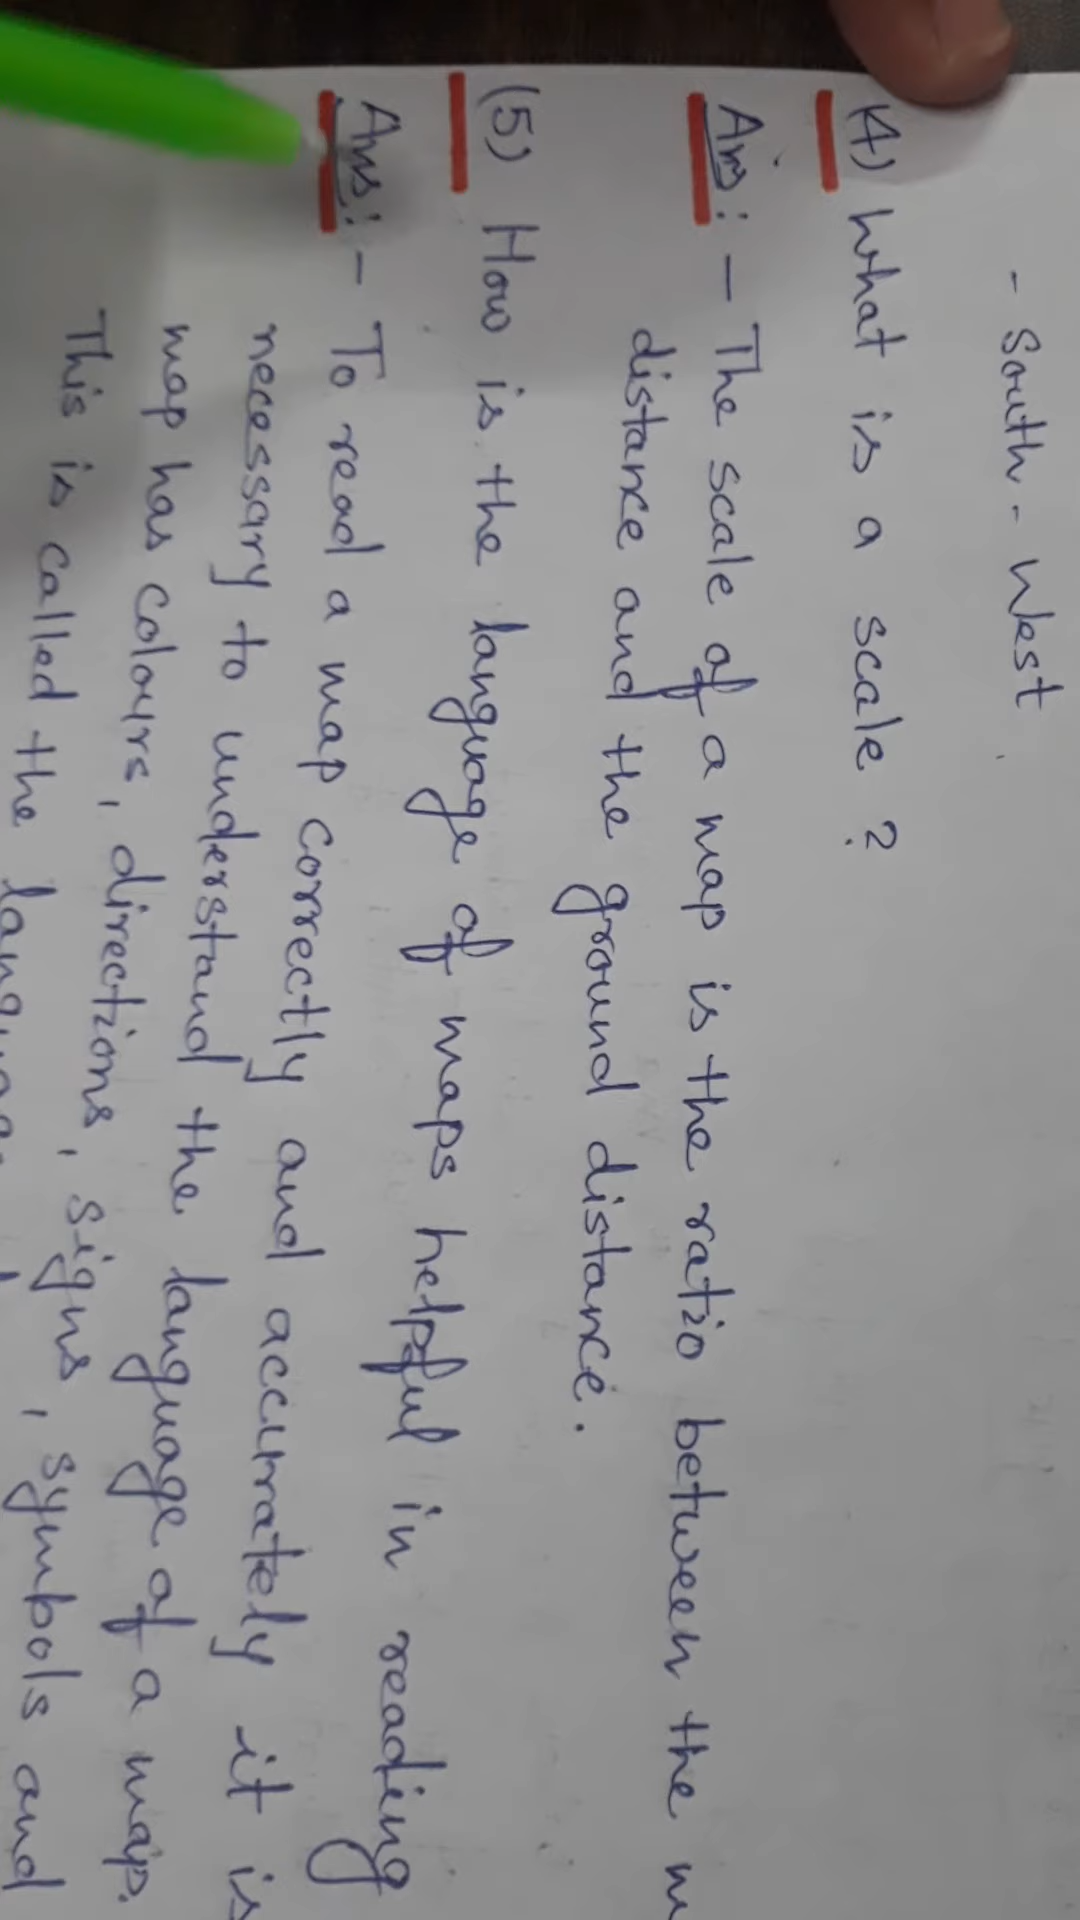 - South - West
(4) What is a scale ?
Ans:- The scale of a map is the ratio between the
distance and the ground distance.
(5) How is the language of maps helpful in reading
Ans:- To read a map correctly and accurately it is
necessary to understand the language of a map.
map has colours, directions, signs, symbols and
This is called the